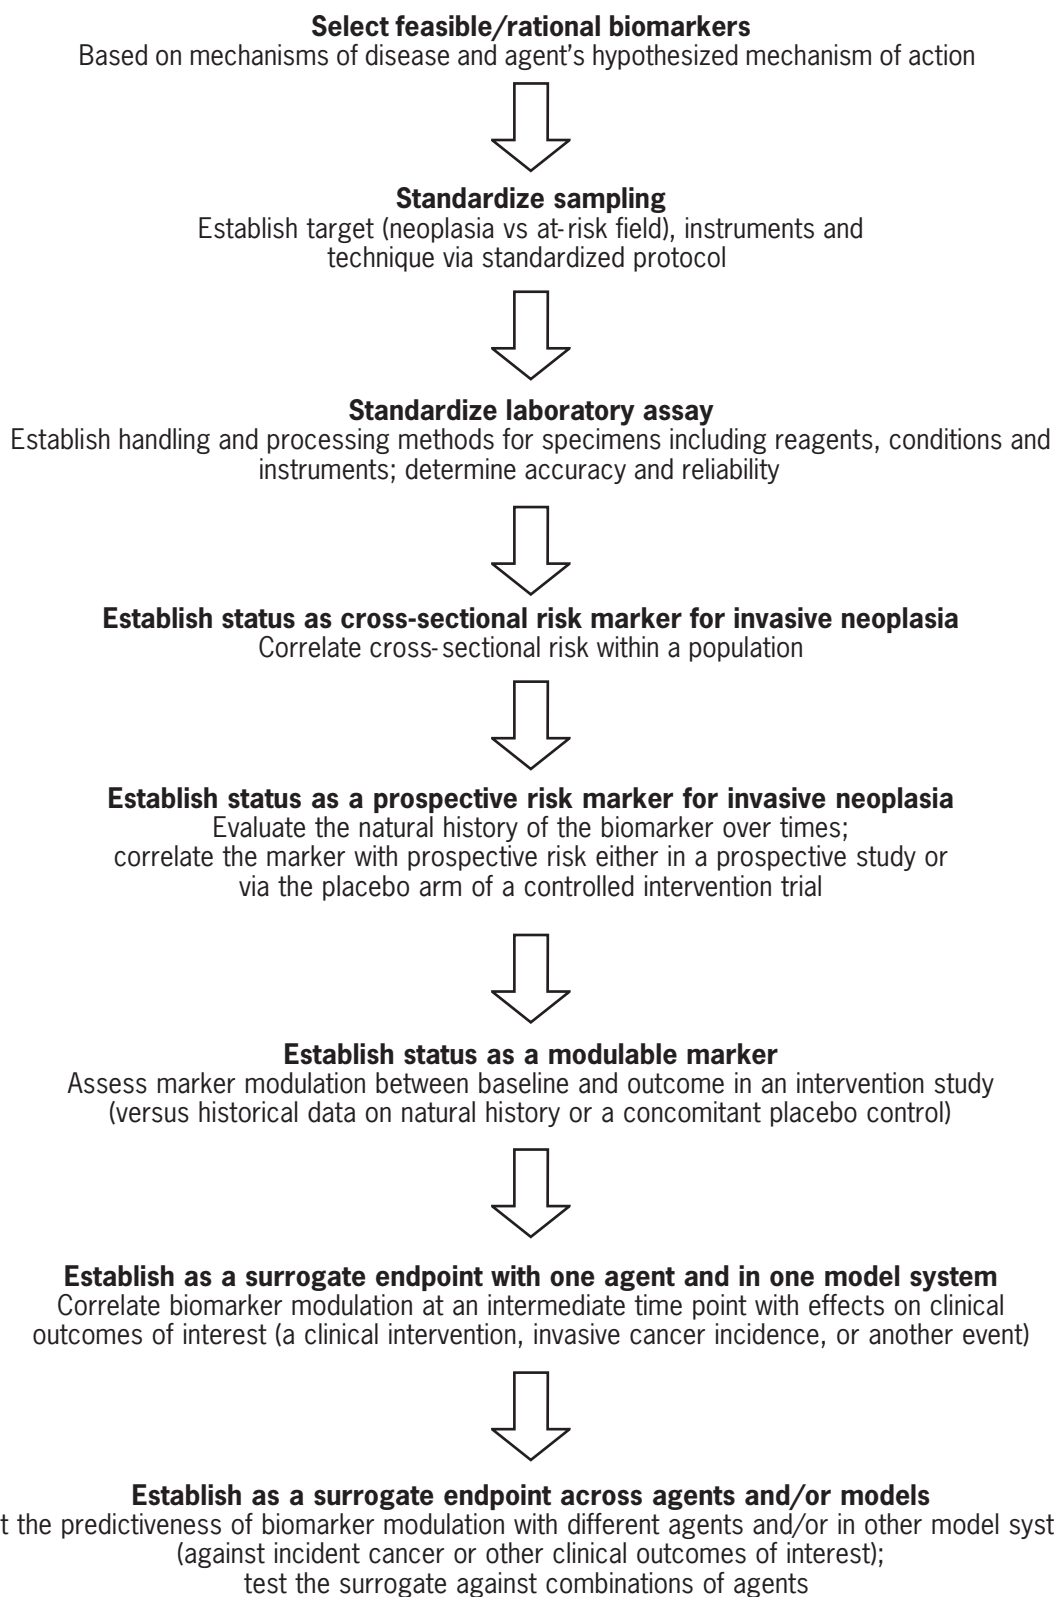 Select feasible/rational biomarkers
Based on mechanisms of disease and agent's hypothesized mechanism of action
Standardize sampling
Establish target (neoplasia vs at-risk field), instruments and
technique via standardized protocol
Standardize laboratory assay
Establish handling and processing methods for specimens including reagents, conditions and
instruments; determine accuracy and reliability
Establish status as cross-sectional risk marker for invasive neoplasia
Correlate cross-sectional risk within a population
Establish status as a prospective risk marker for invasive neoplasia
Evaluate the natural history of the biomarker over times;
correlate the marker with prospective risk either in a prospective study or
via the placebo arm of a controlled intervention trial
Establish status as a modulable marker
Assess marker modulation between baseline and outcome in an intervention study
(versus historical data on natural history or a concomitant placebo control)
Establish as a surrogate endpoint with one agent and in one model system
Correlate biomarker modulation at an intermediate time point with effects on clinical
outcomes of interest (a clinical intervention, invasive cancer incidence, or another event)
Establish as a surrogate endpoint across agents and/or models
the predictiveness of biomarker modulation with different agents and/or in other model
(against incident cancer or other clinical outcomes of interest);
test the surrogate against combinations of agents